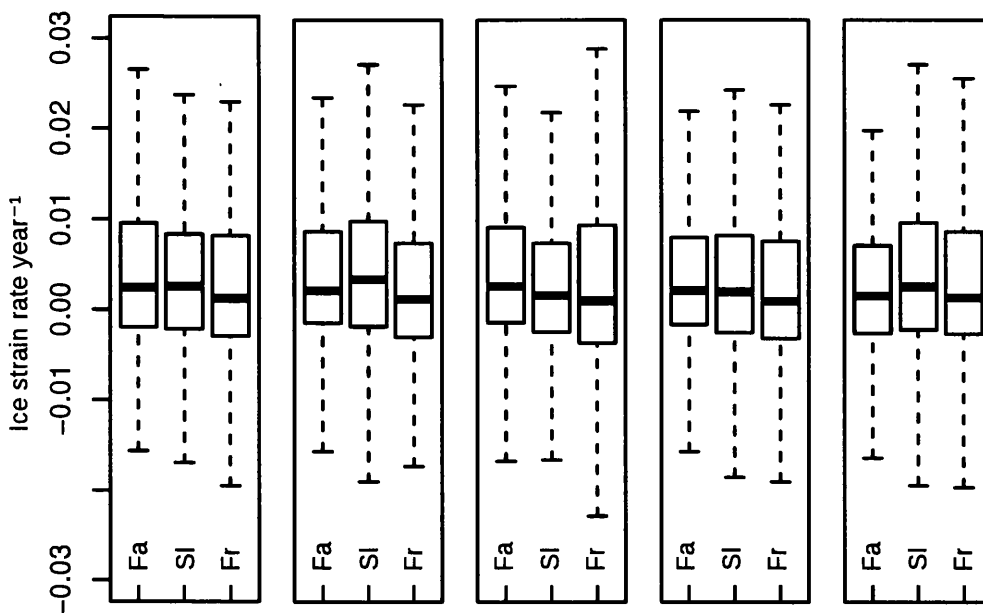 Ice strain rate year⁻¹
0.03
0.02
0.01
0.00
−0.01
−0.03
Fa Sl Fr
Fa Sl Fr
Fa Sl Fr
Fa Sl Fr
Fa Sl Fr